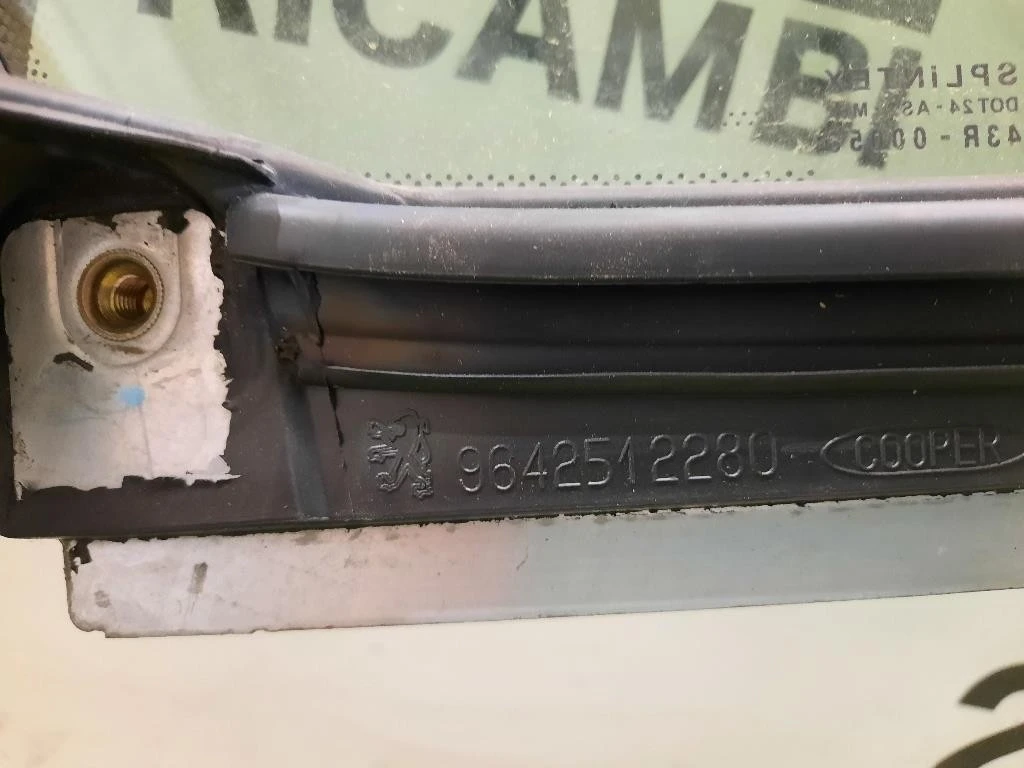 RICAMBI
SPLiNTEX
DOT24-AS
43R-00
9642512280
COOPER